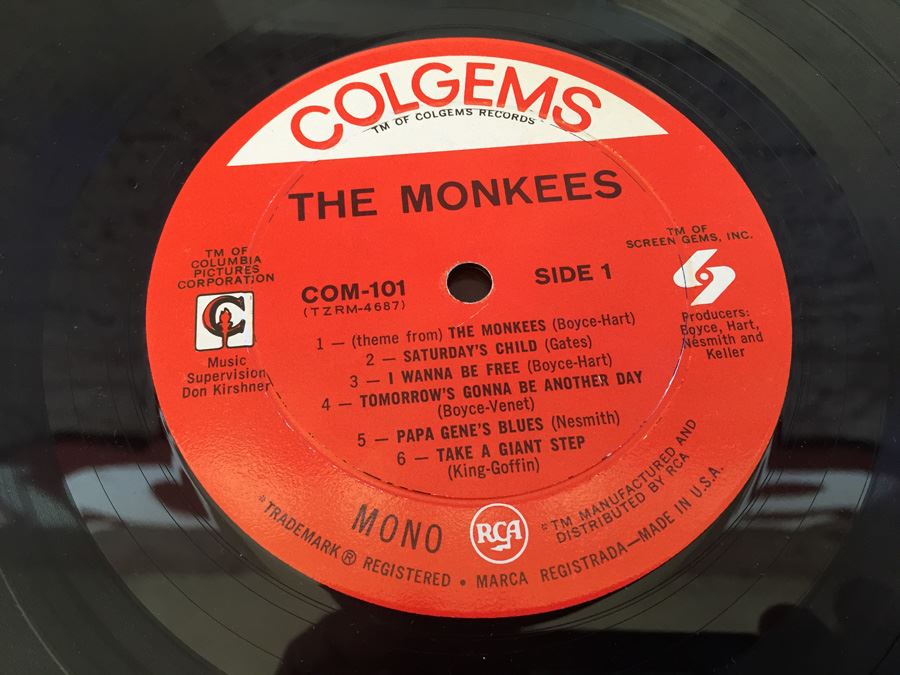 COLGEMS
TM OF COLGEMS RECORDS
THE MONKEES
TM OF
COLUMBIA
PICTURES
CORPORATION
C
Music
Supervision
Don Kirshner
COM-101
(TZRM-4687)
SIDE 1
TM OF
SCREEN GEMS, INC.
S
Producers:
Boyce, Hart,
Nesmith and
Keller
1 — (theme from) THE MONKEES (Boyce-Hart)
2 — SATURDAY'S CHILD (Gates)
3 — I WANNA BE FREE (Boyce-Hart)
4 — TOMORROW'S GONNA BE ANOTHER DAY
(Boyce-Venet)
5 — PAPA GENE'S BLUES (Nesmith)
6 — TAKE A GIANT STEP
(King-Goffin)
MONO
RCA
*TM MANUFACTURED AND
DISTRIBUTED BY RCA
*TRADEMARK ® REGISTERED • MARCA REGISTRADA—MADE IN U.S.A.